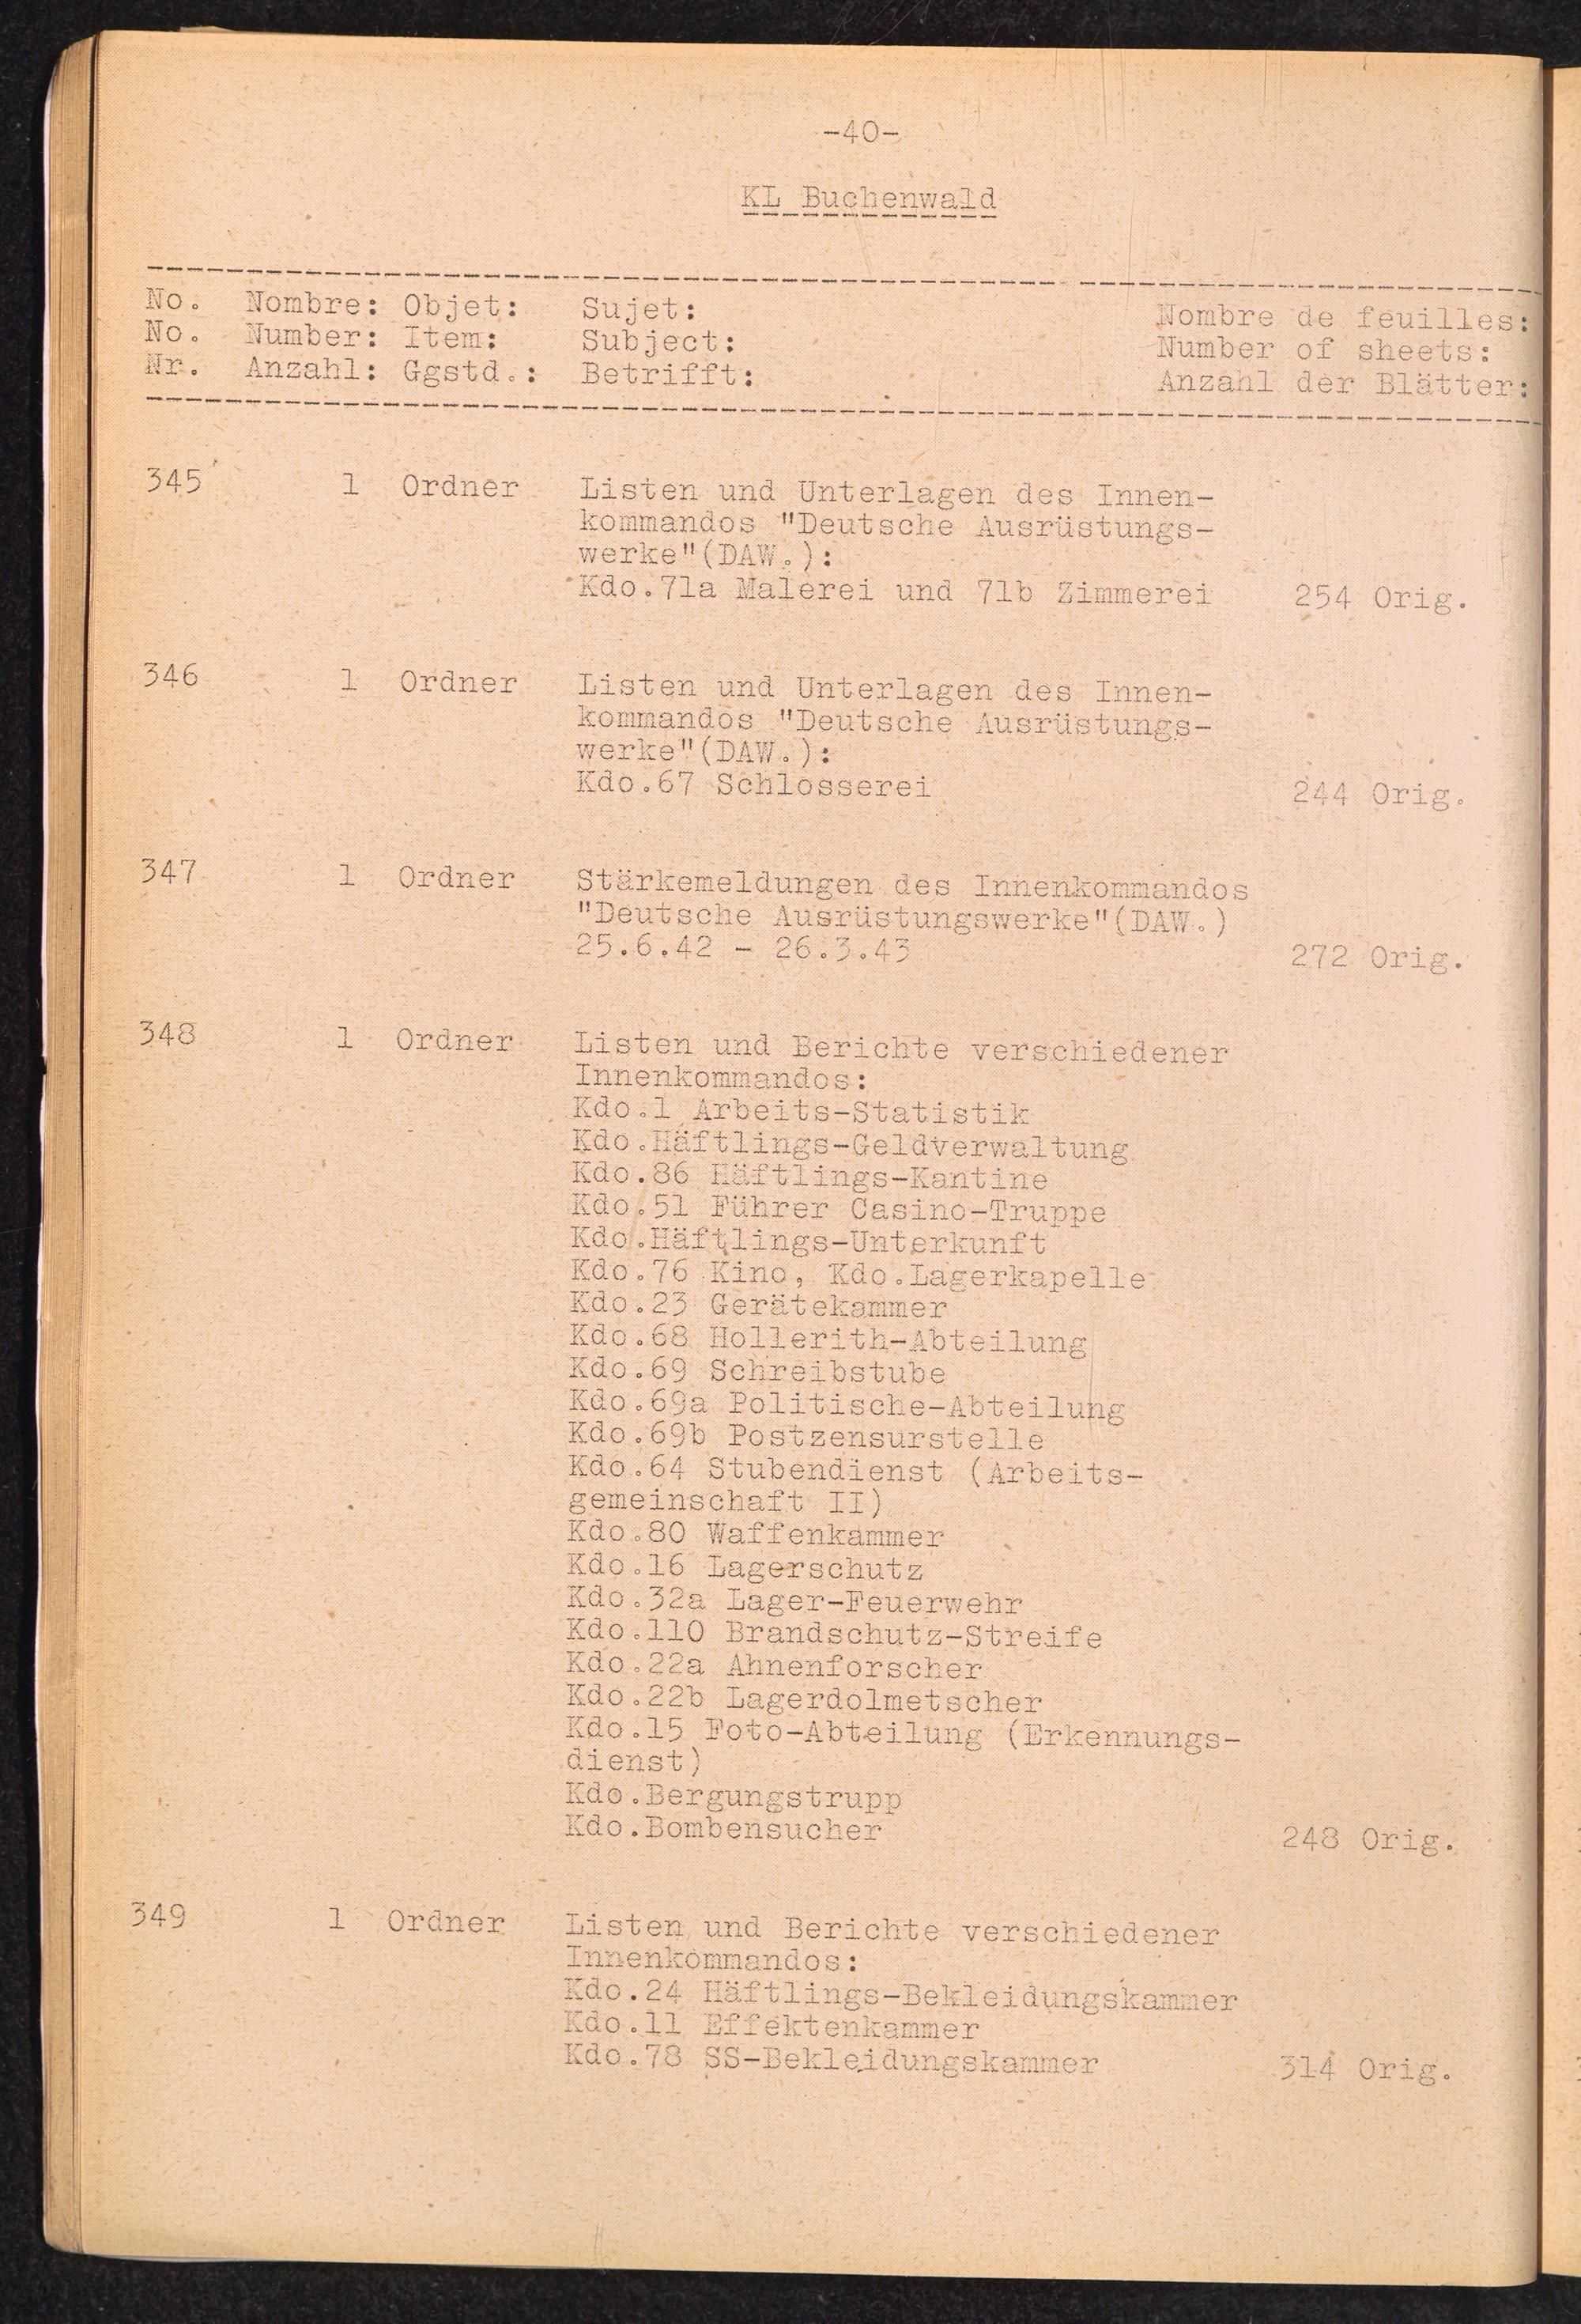 -40-
KL Buchenwald
No. Nombre: Objet: Sujet: Nombre de feuilles:
No. Number: Item: Subject: Number of sheets:
Nr. Anzahl: Ggstd.: Betrifft: Anzahl der Blätter:
345 1 Ordner Listen und Unterlagen des Innen-
kommandos "Deutsche Ausrüstungs-
werke"(DAW.):
Kdo.71a Malerei und 71b Zimmerei 254 Orig.
346 1 Ordner Listen und Unterlagen des Innen-
kommandos "Deutsche Ausrüstungs-
werke"(DAW.):
Kdo.67 Schlosserei 244 Orig.
347 1 Ordner Stärkemeldungen des Innenkommandos
"Deutsche Ausrüstungswerke"(DAW.)
25.6.42 - 26.3.43 272 Orig.
348 1 Ordner Listen und Berichte verschiedener
Innenkommandos:
Kdo.1 Arbeits-Statistik
Kdo.Häftlings-Geldverwaltung
Kdo.86 Häftlings-Kantine
Kdo.51 Führer Casino-Truppe
Kdo.Häftlings-Unterkunft
Kdo.76 Kino, Kdo.Lagerkapelle
Kdo.23 Gerätekammer
Kdo.68 Hollerith-Abteilung
Kdo.69 Schreibstube
Kdo.69a Politische-Abteilung
Kdo.69b Postzensurstelle
Kdo.64 Stubendienst (Arbeits-
gemeinschaft II)
Kdo.80 Waffenkammer
Kdo.16 Lagerschutz
Kdo.32a Lager-Feuerwehr
Kdo.110 Brandschutz-Streife
Kdo.22a Ahnenforscher
Kdo.22b Lagerdolmetscher
Kdo.15 Foto-Abteilung (Erkennungs-
dienst)
Kdo.Bergungstrupp
Kdo.Bombensucher 248 Orig.
349 1 Ordner Listen und Berichte verschiedener
Innenkommandos:
Kdo.24 Häftlings-Bekleidungskammer
Kdo.11 Effektenkammer
Kdo.78 SS-Bekleidungskammer 314 Orig.